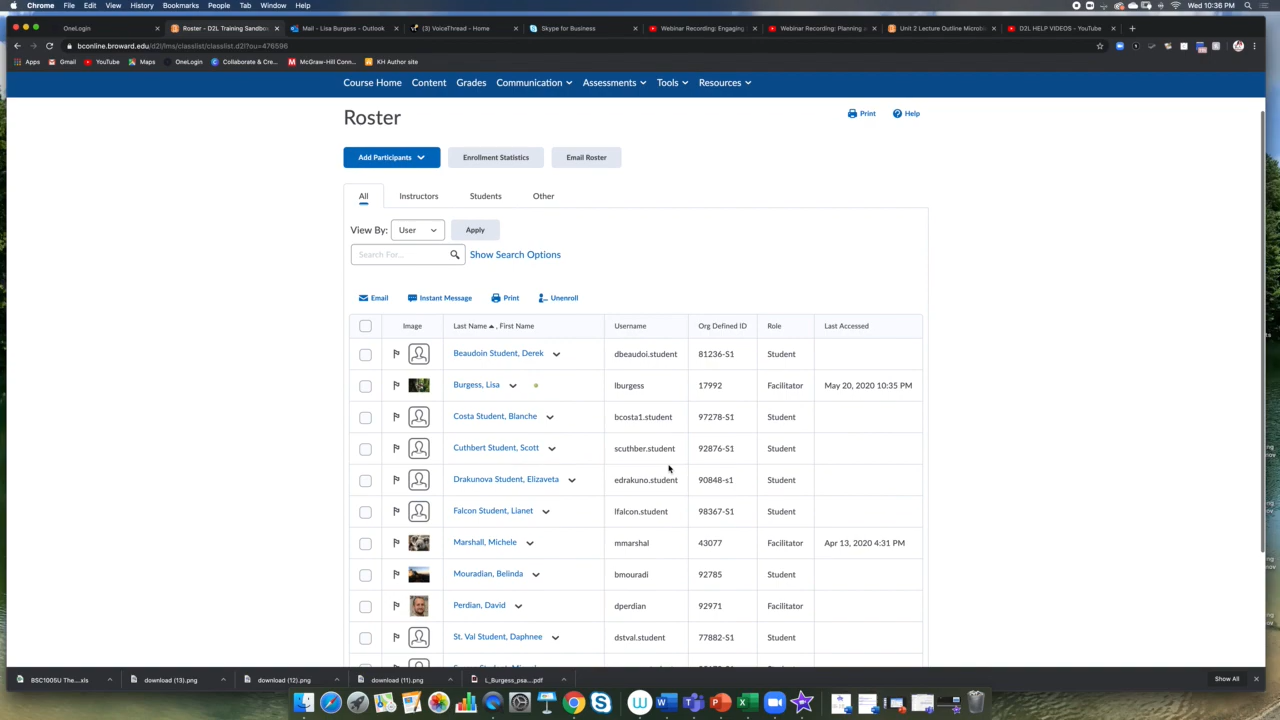 Chrome File Edit View History Bookmarks People Tab Window Help Wed 10:36 PM
OneLogin Roster - D2L Training Sandbo Mail - Lisa Burgess - Outlook (3) VoiceThread - Home Skype for Business Webinar Recording: Engaging Webinar Recording: Planning Unit 2 Lecture Outline Microb D2L HELP VIDEOS - YouTube
bconline.broward.edu/d2l/lms/classlist/classlist.d2l?ou=476596
Apps Gmail YouTube Maps OneLogin Collaborate & Cre... McGraw-Hill Conn... KH Author site
Course Home Content Grades Communication Assessments Tools Resources
Roster
Print Help
Add Participants Enrollment Statistics Email Roster
All Instructors Students Other
View By: User Apply
Search For... Show Search Options
Email Instant Message Print Unenroll
Image Last Name , First Name Username Org Defined ID Role Last Accessed
Beaudoin Student, Derek dbeaudoi.student 81236-S1 Student
Burgess, Lisa lburgess 17992 Facilitator May 20, 2020 10:35 PM
Costa Student, Blanche bcosta1.student 97278-S1 Student
Cuthbert Student, Scott scuthber.student 92876-S1 Student
Drakunova Student, Elizaveta edrakuno.student 90848-s1 Student
Falcon Student, Lianet lfalcon.student 98367-S1 Student
Marshall, Michele mmarshal 43077 Facilitator Apr 13, 2020 4:31 PM
Mouradian, Belinda bmouradi 92785 Student
Perdian, David dperdian 92971 Facilitator
St. Val Student, Daphnee dstval.student 77882-S1 Student
BSC1005U The....xls download (13).png download (12).png download (11).png L_Burgess_psa....pdf Show All